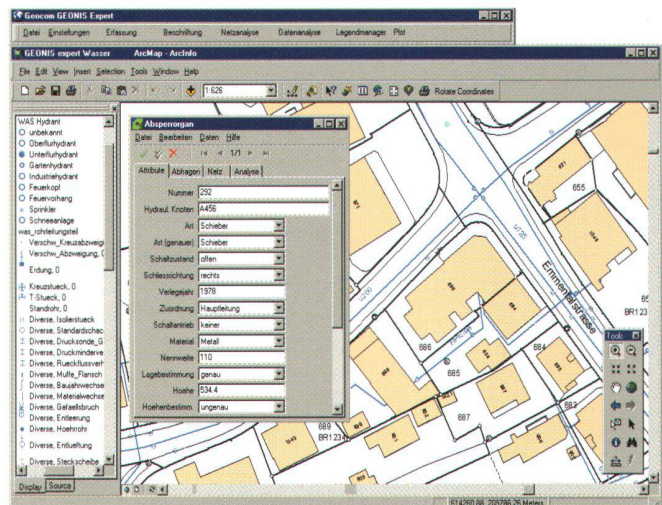 Geocom GEONIS Expert
Datei Einstellungen Erfassung Beschriftung Netzanalyse Datenanalyse Legendmanager Plot
GEONIS expert Wasser ArcMap - ArcInfo
File Edit View Insert Selection Tools Window Help
1:626
Rotate Coordinates
WAS Hydrant
unbekannt
Oberflurhydrant
Unterflurhydrant
Gartenhydrant
Industriehydrant
Feuerkopf
Feuervorhang
Sprinkler
Schneeanlage
was_rohrleitungsteil
Verschw_Kreuzabzweig
Verschw_Abzweigung,
Erdung, 0
Kreuzstueck, 0
T-Stueck, 0
Standrohr, 0
Diverse, Isolierstueck
Diverse, Standardschac
Diverse, Drucksonde_G
Diverse, Druckminderve
Diverse, Rueckflussverh
Diverse, Muffe_Flansch
Diverse, Baujahrwechse
Diverse, Materialwechse
Diverse, Gefaellsbruch
Diverse, Entleerung
Diverse, Hoehrrohr
Diverse, Entlueftung
Diverse, Steckscheibe
Display Source
Absperrorgan
Datei Bearbeiten Daten Hilfe
1/1
Attribute Abfragen Netz Analyse
Nummer 292
Hydraul. Knoten A456
Art Schieber
Art (genauer) Schieber
Schaltzustand offen
Schliessrichtung rechts
Verlegejahr 1978
Zuordnung Hauptleitung
Schaltantrieb keiner
Material Metall
Nennweite 110
Lagebestimmung genau
Hoehe 534.4
Hoehenbestimm. ungenau
655
Emmentalstrasse
BR123
686
685
684
683
687
689
BR1234
Tools
614260.88 209786.26 Meters